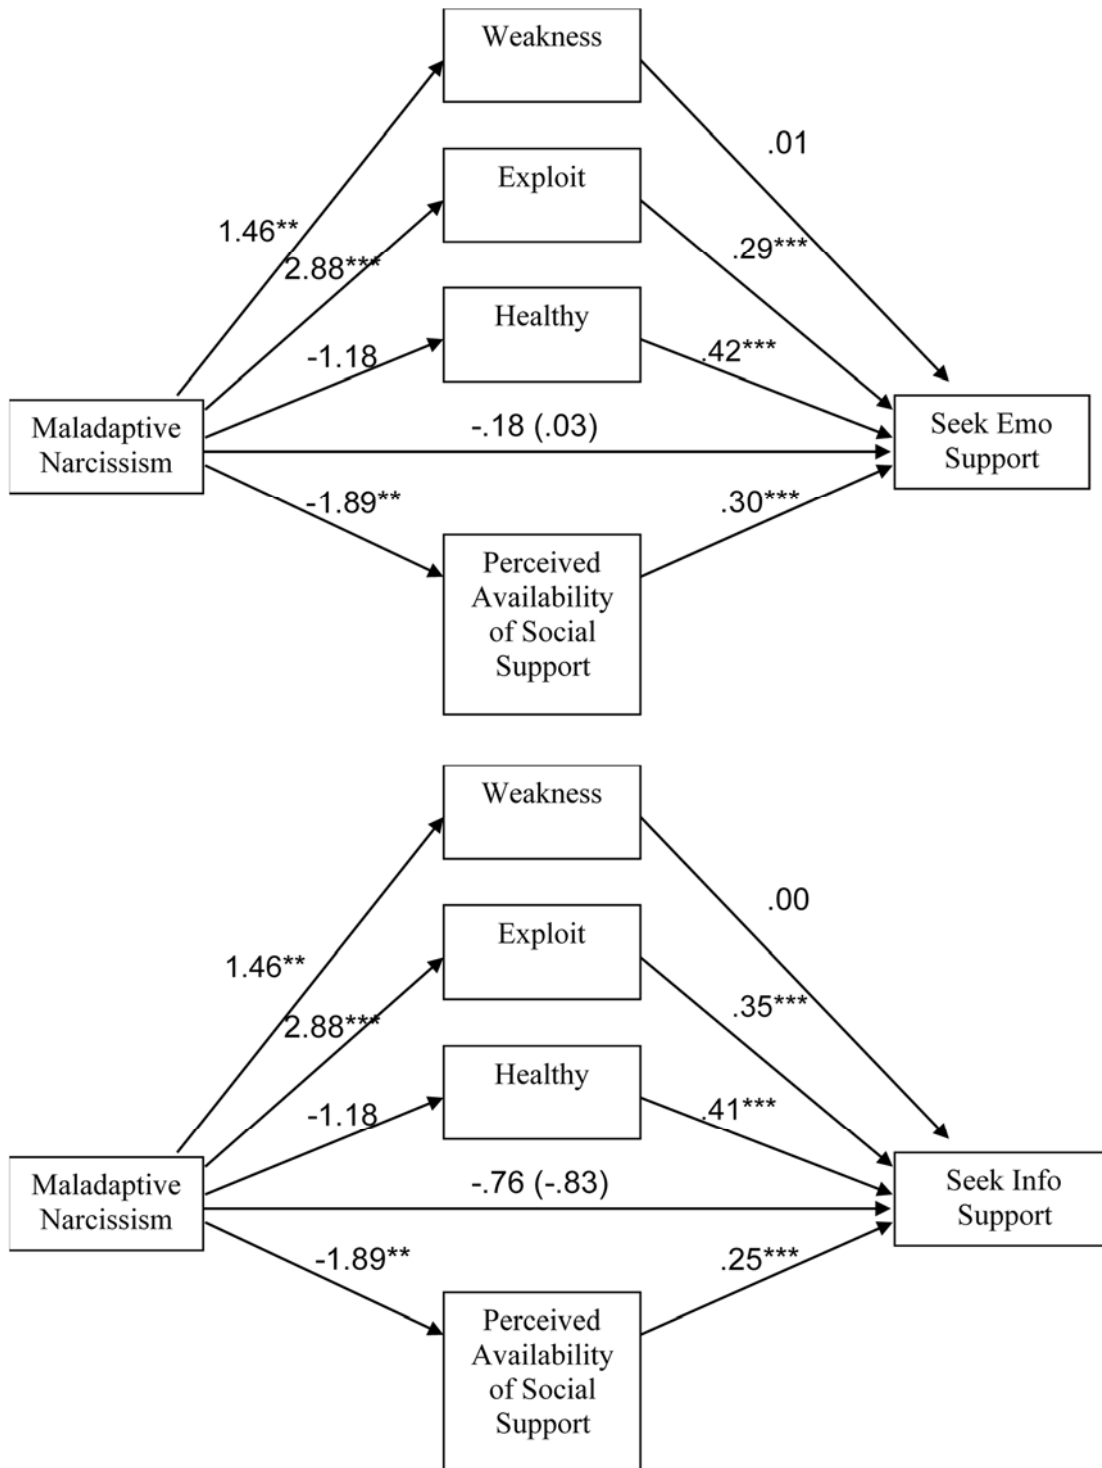 Weakness
.01
Exploit
1.46**
.29***
2.88***
Healthy
-1.18
.42***
Maladaptive
Narcissism
-.18 (.03)
Seek Emo
Support
-1.89**
.30***
Perceived
Availability
of Social
Support
Weakness
.00
Exploit
1.46**
.35***
2.88***
Healthy
-1.18
.41***
Maladaptive
Narcissism
-.76 (-.83)
Seek Info
Support
-1.89**
.25***
Perceived
Availability
of Social
Support